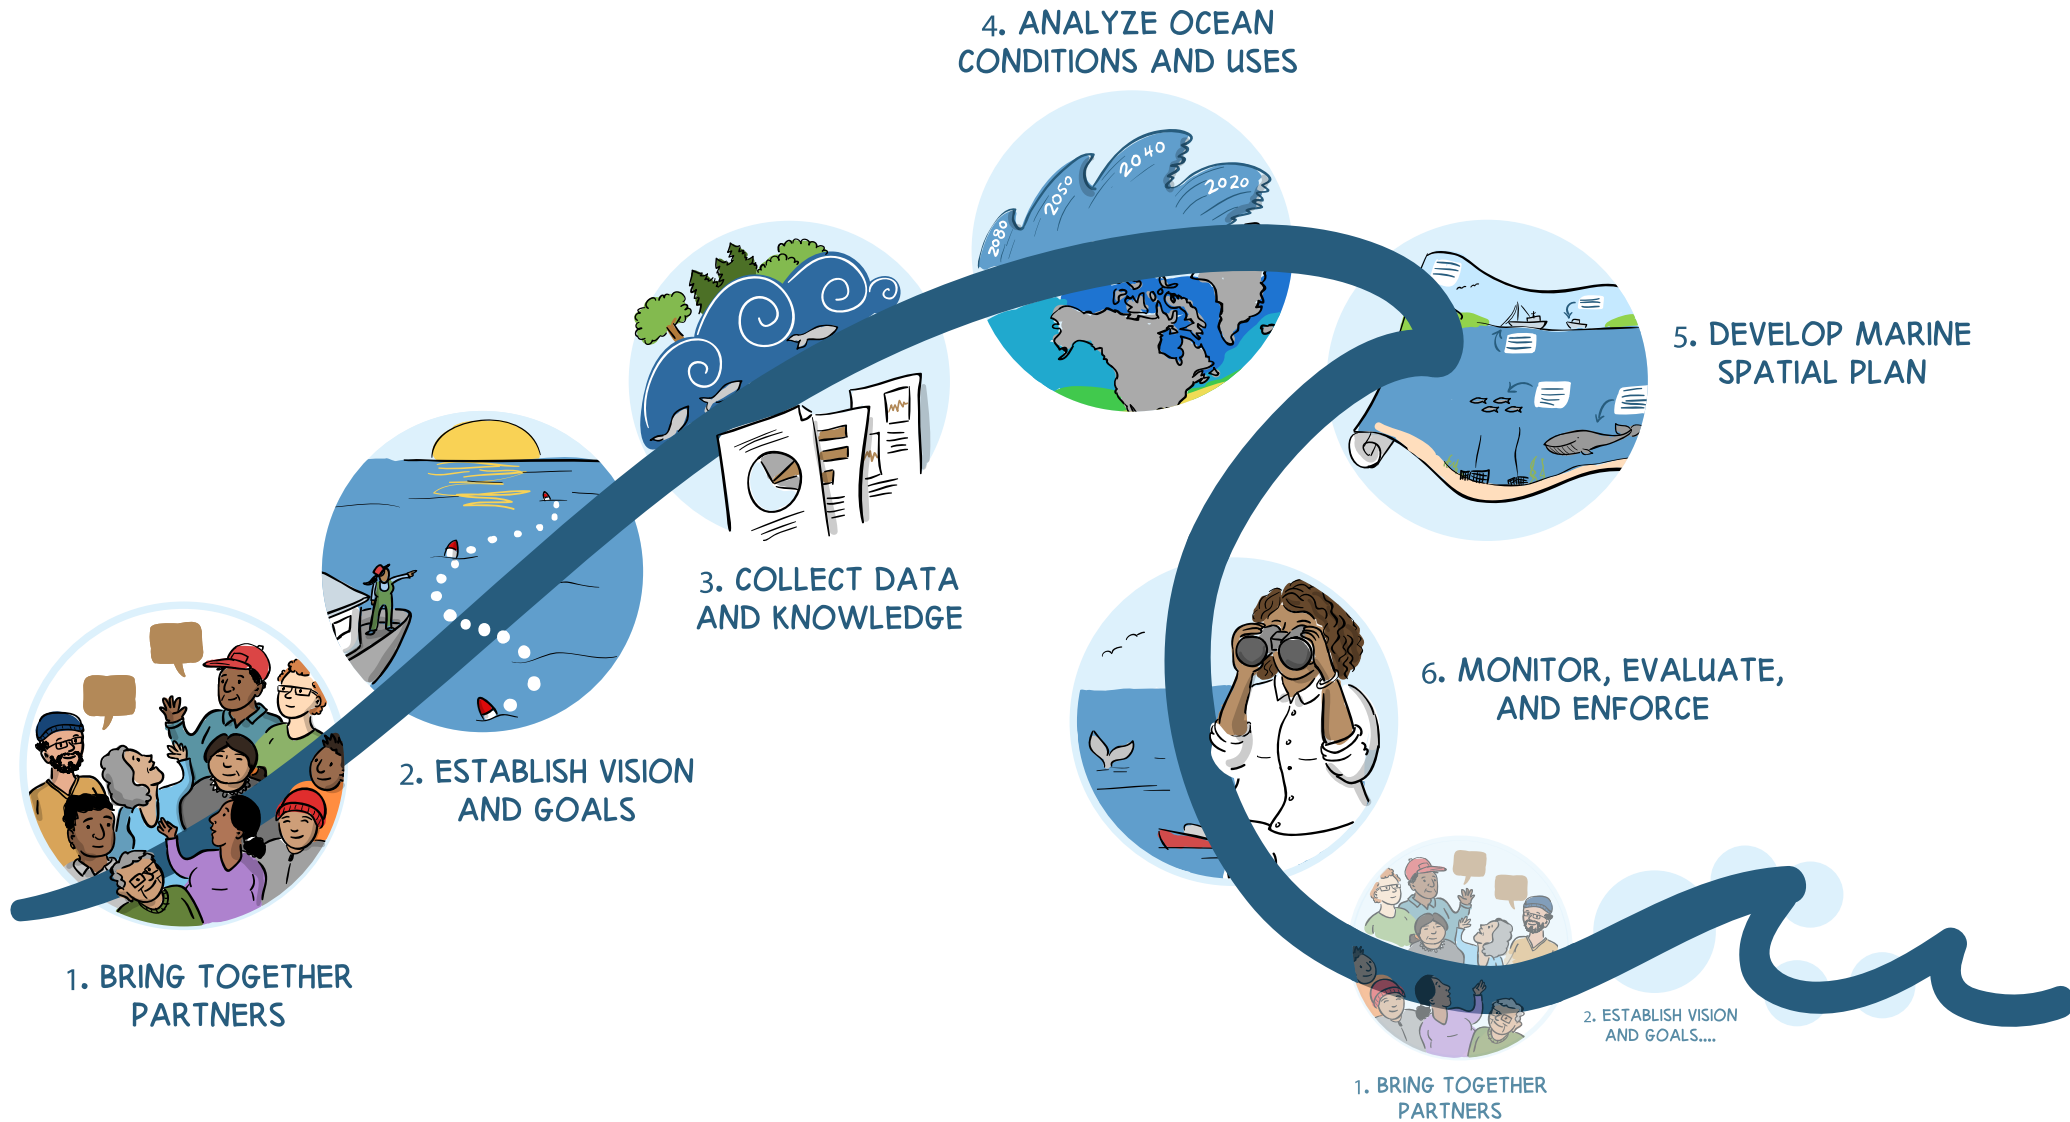 4. ANALYZE OCEAN
CONDITIONS AND USES
2080
2050
2040
2020
5. DEVELOP MARINE
SPATIAL PLAN
3. COLLECT DATA
AND KNOWLEDGE
6. MONITOR, EVALUATE,
AND ENFORCE
2. ESTABLISH VISION
AND GOALS
1. BRING TOGETHER
PARTNERS
2. ESTABLISH VISION
AND GOALS....
1. BRING TOGETHER
PARTNERS